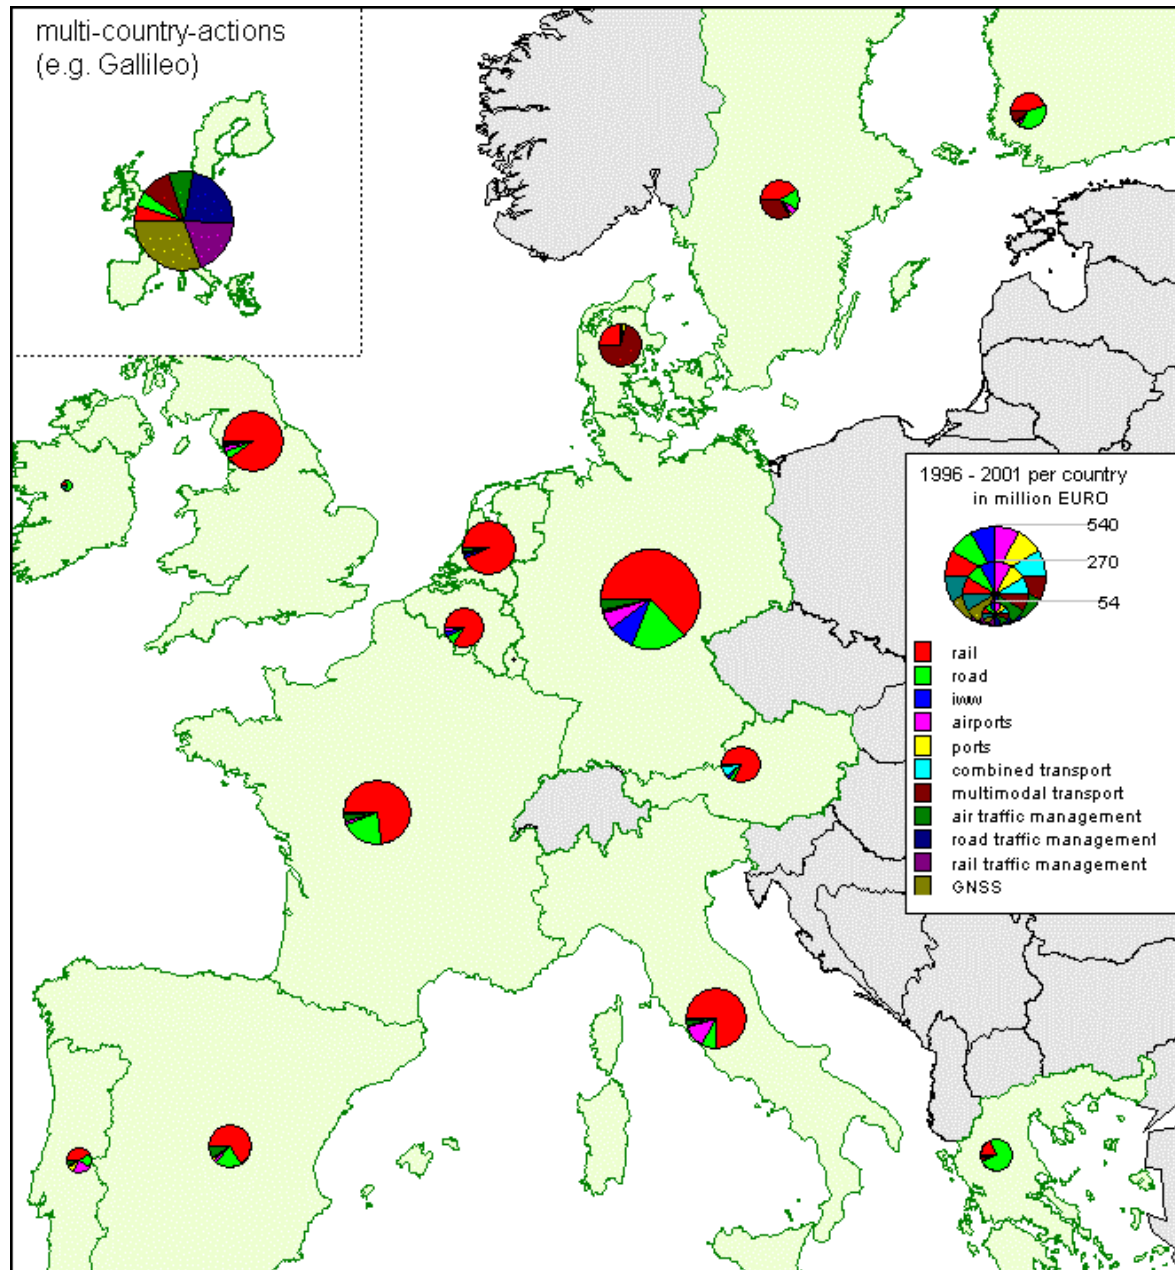 multi-country-actions
(e.g. Gallileo)
1996 - 2001 per country
in million EURO
540
270
54
rail
road
iww
airports
ports
combined transport
multimodal transport
air traffic management
road traffic management
rail traffic management
GNSS